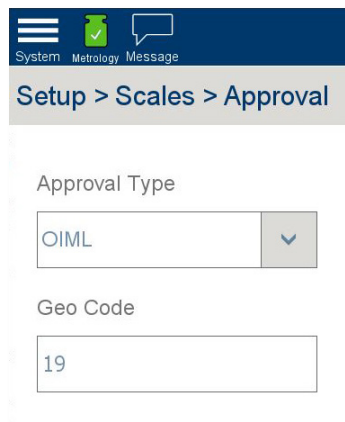 System Metrology Message
Setup > Scales > Approval
Approval Type
OIML
Geo Code
19